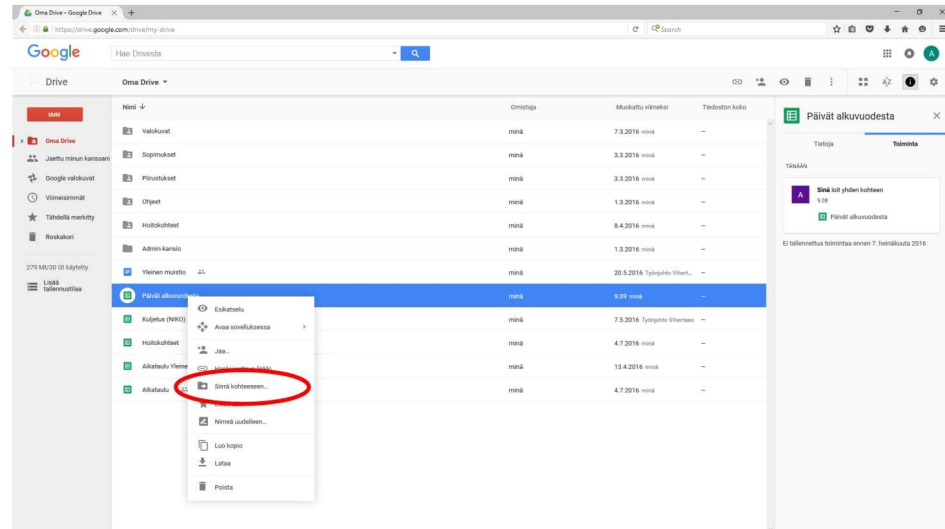 Oma Drive – Google Drive
https://drive.google.com/drive/my-drive
Search
Google
Hae Drivesta
A
Drive
Oma Drive
UUSI
Oma Drive
Jaettu minun kanssani
Google valokuvat
Viimeisimmät
Tähdellä merkitty
Roskakori
279 Mt/30 Gt käytetty
Lisää
tallennustilaa
Nimi Omistaja Muokattu viimeksi Tiedoston koko
Valokuvat minä 7.3.2016 minä –
Sopimukset minä 3.3.2016 minä –
Piirustukset minä 3.3.2016 minä –
Ohjeet minä 1.3.2016 minä –
Hoitokohteet minä 8.4.2016 minä –
Admin-kansio minä 1.3.2016 minä –
Yleinen muistio minä 20.5.2016 Työnjohto Vihert... –
Päivät alkuvuodesta minä 9.09 minä –
Kuljetus (NIKO) minä 7.5.2016 Työnjohto Vihertaso –
Hoitokohteet minä 4.7.2016 minä –
Aikataulu Yleine minä 13.4.2016 minä –
Aikataulu minä 4.7.2016 minä –
Esikatselu
Avaa sovelluksessa
Jaa...
Siirrä kohteeseen...
Nimeä uudelleen...
Luo kopio
Lataa
Poista
Päivät alkuvuodesta
Tietoja Toiminta
TÄNÄÄN
A
Sinä loit yhden kohteen
9.08
Päivät alkuvuodesta
Ei tallennettua toimintaa ennen 7. heinäkuuta 2016